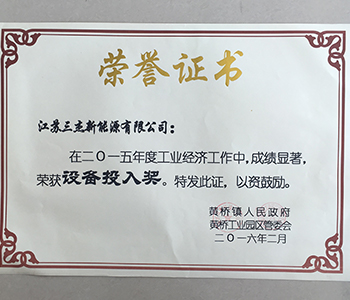 荣誉证书
江苏三杰新能源有限公司：
在二〇一五年度工业经济工作中，成绩显著，
荣获设备投入奖。特发此证，以资鼓励。
黄桥镇人民政府
黄桥工业园区管委会
二〇一六年二月